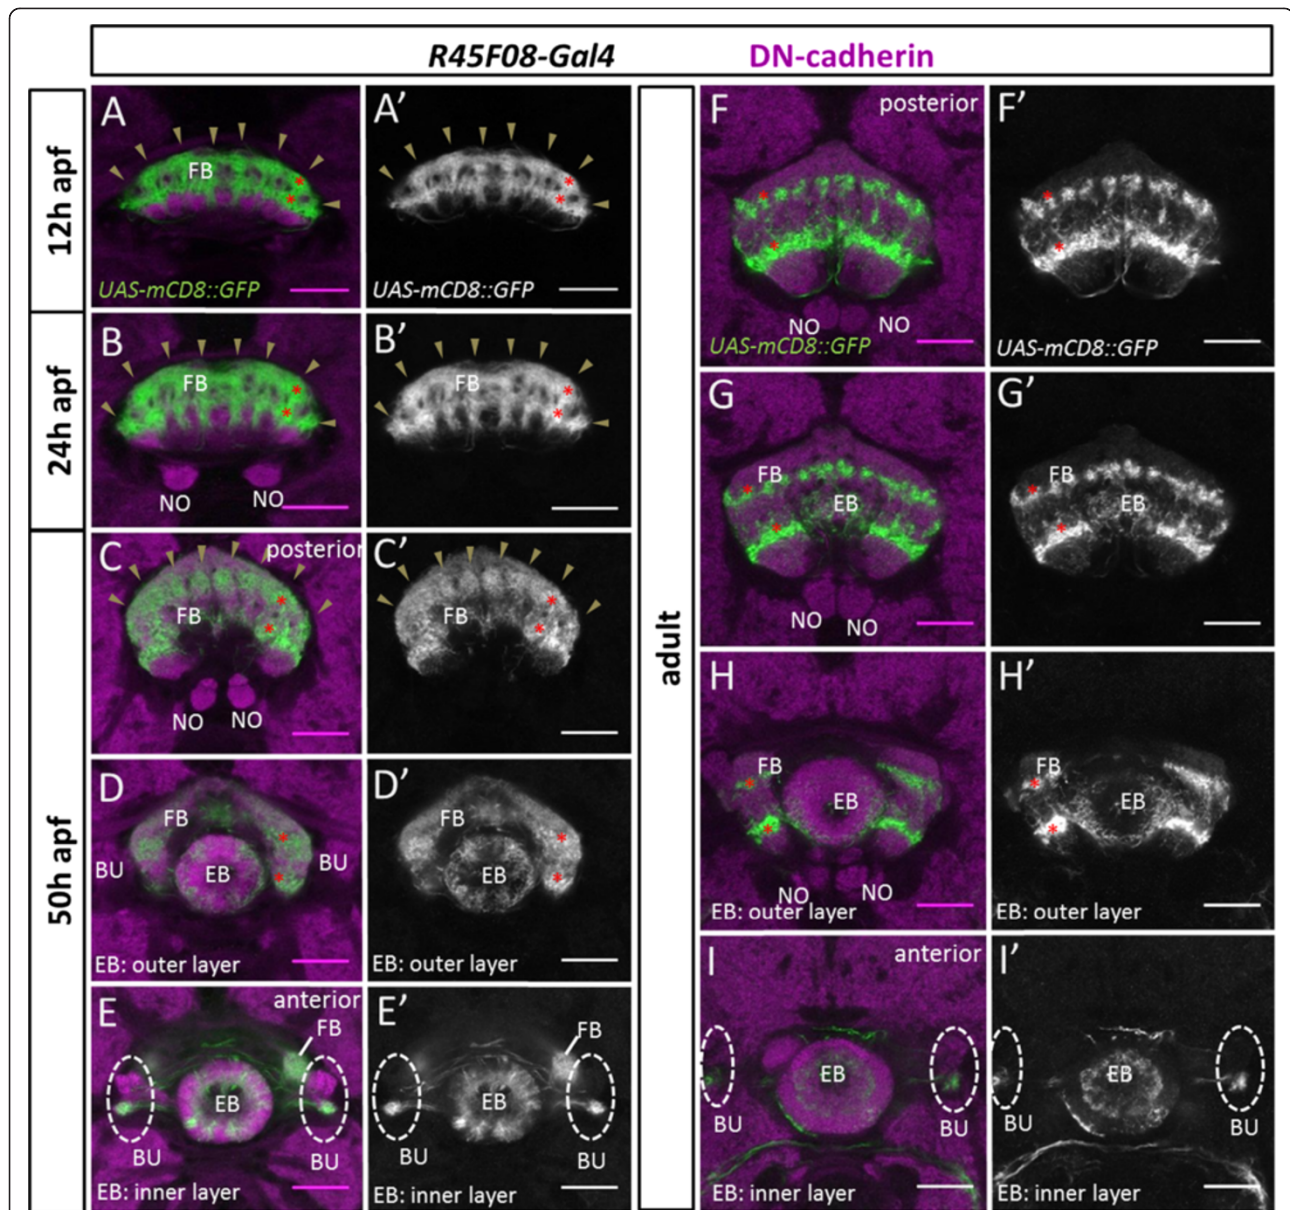 R45F08-Gal4 DN-cadherin
12h apf
A
FB
UAS-mCD8::GFP
A’
UAS-mCD8::GFP
24h apf
B
FB
NO NO
B’
FB
50h apf
C
posterior
FB
NO NO
C’
FB
D
FB
BU EB BU
EB: outer layer
D’
FB
EB
EB: outer layer
E
anterior
FB
EB
BU BU
EB: inner layer
E’
FB
EB
BU BU
EB: inner layer
adult
F
posterior
NO NO
UAS-mCD8::GFP
F’
UAS-mCD8::GFP
G
FB
EB
NO NO
G’
FB
EB
H
FB
EB
NO NO
EB: outer layer
H’
FB
EB
EB: outer layer
I
anterior
EB
BU BU
EB: inner layer
I’
EB
BU BU
EB: inner layer